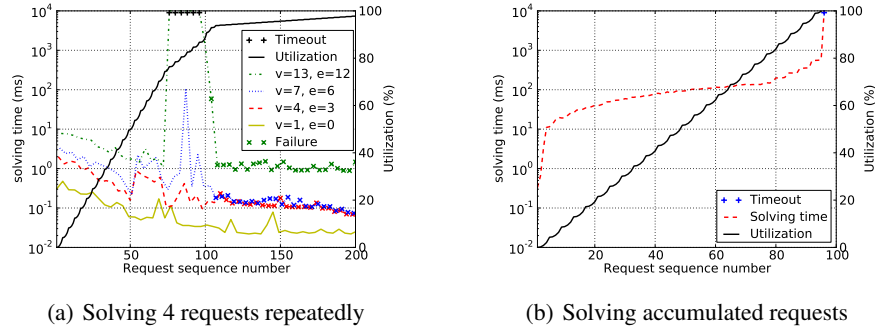 10^4
10^3
10^2
10^1
10^0
10^-1
10^-2
solving time (ms)
50
100
150
200
Request sequence number
100
80
60
40
20
0
Utilization (%)
Timeout
Utilization
v=13, e=12
v=7, e=6
v=4, e=3
v=1, e=0
Failure
(a) Solving 4 requests repeatedly
10^4
10^3
10^2
10^1
10^0
10^-1
10^-2
solving time (ms)
20
40
60
80
100
Request sequence number
100
80
60
40
20
0
Utilization (%)
Timeout
Solving time
Utilization
(b) Solving accumulated requests